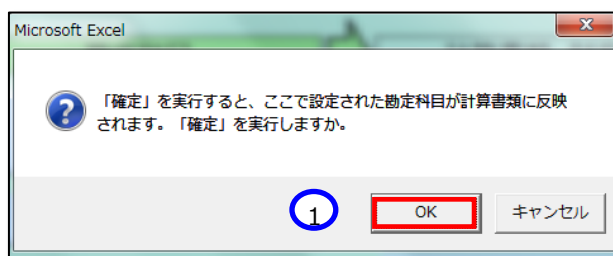 Microsoft Excel
「確定」を実行すると、ここで設定された勘定科目が計算書類に反映
されます。「確定」を実行しますか。
1
OK
キャンセル